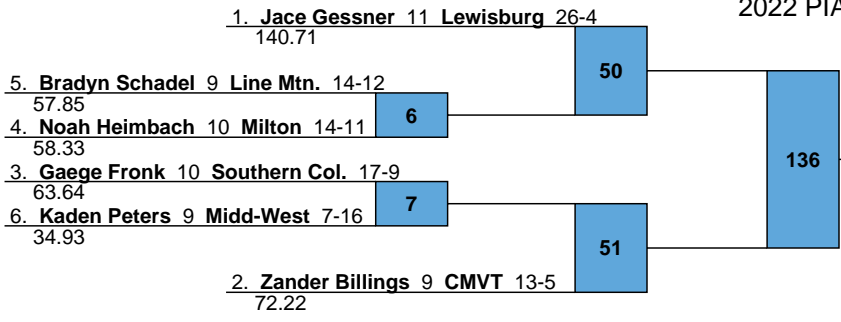 2022 PIA
1. Jace Gessner 11 Lewisburg 26-4
140.71
50
5. Bradyn Schadel 9 Line Mtn. 14-12
57.85
6
4. Noah Heimbach 10 Milton 14-11
58.33
136
3. Gaege Fronk 10 Southern Col. 17-9
63.64
7
6. Kaden Peters 9 Midd-West 7-16
34.93
51
2. Zander Billings 9 CMVT 13-5
72.22